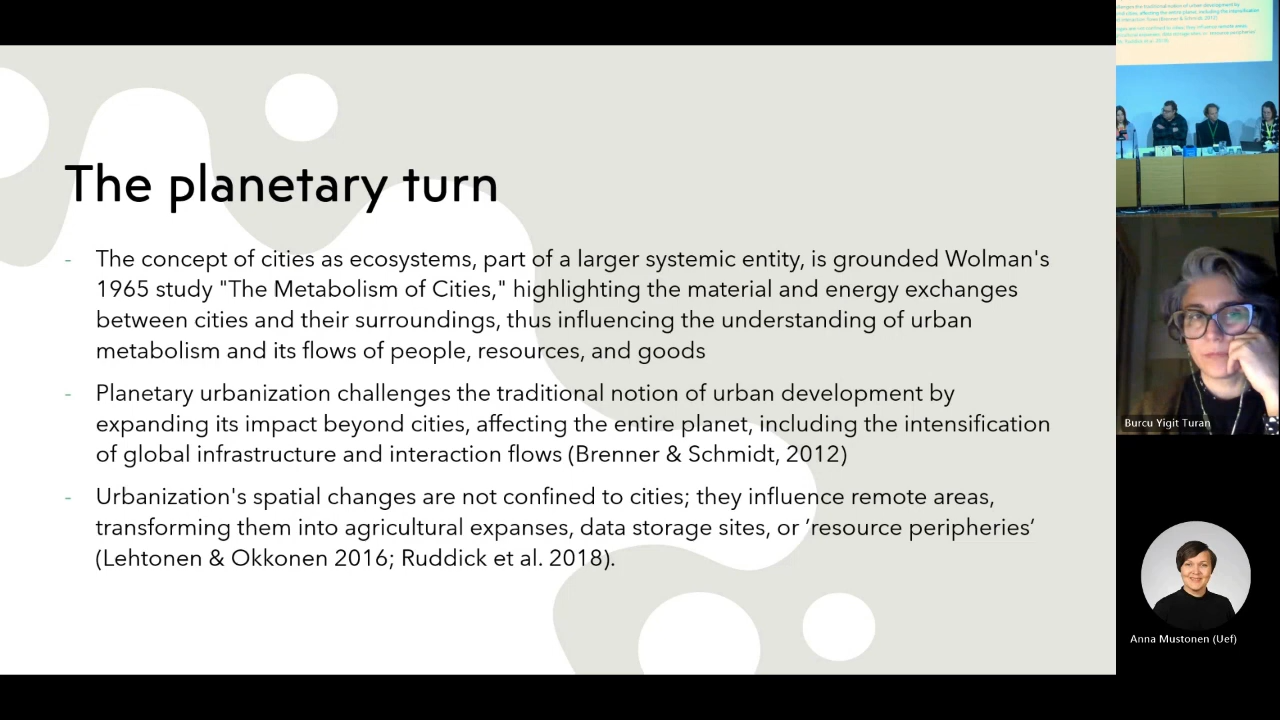 The planetary turn
- The concept of cities as ecosystems, part of a larger systemic entity, is grounded Wolman's
1965 study "The Metabolism of Cities," highlighting the material and energy exchanges
between cities and their surroundings, thus influencing the understanding of urban
metabolism and its flows of people, resources, and goods
- Planetary urbanization challenges the traditional notion of urban development by
expanding its impact beyond cities, affecting the entire planet, including the intensification
of global infrastructure and interaction flows (Brenner & Schmidt, 2012)
- Urbanization's spatial changes are not confined to cities; they influence remote areas,
transforming them into agricultural expanses, data storage sites, or ’resource peripheries’
(Lehtonen & Okkonen 2016; Ruddick et al. 2018).
Burcu Yigit Turan
Anna Mustonen (Uef)